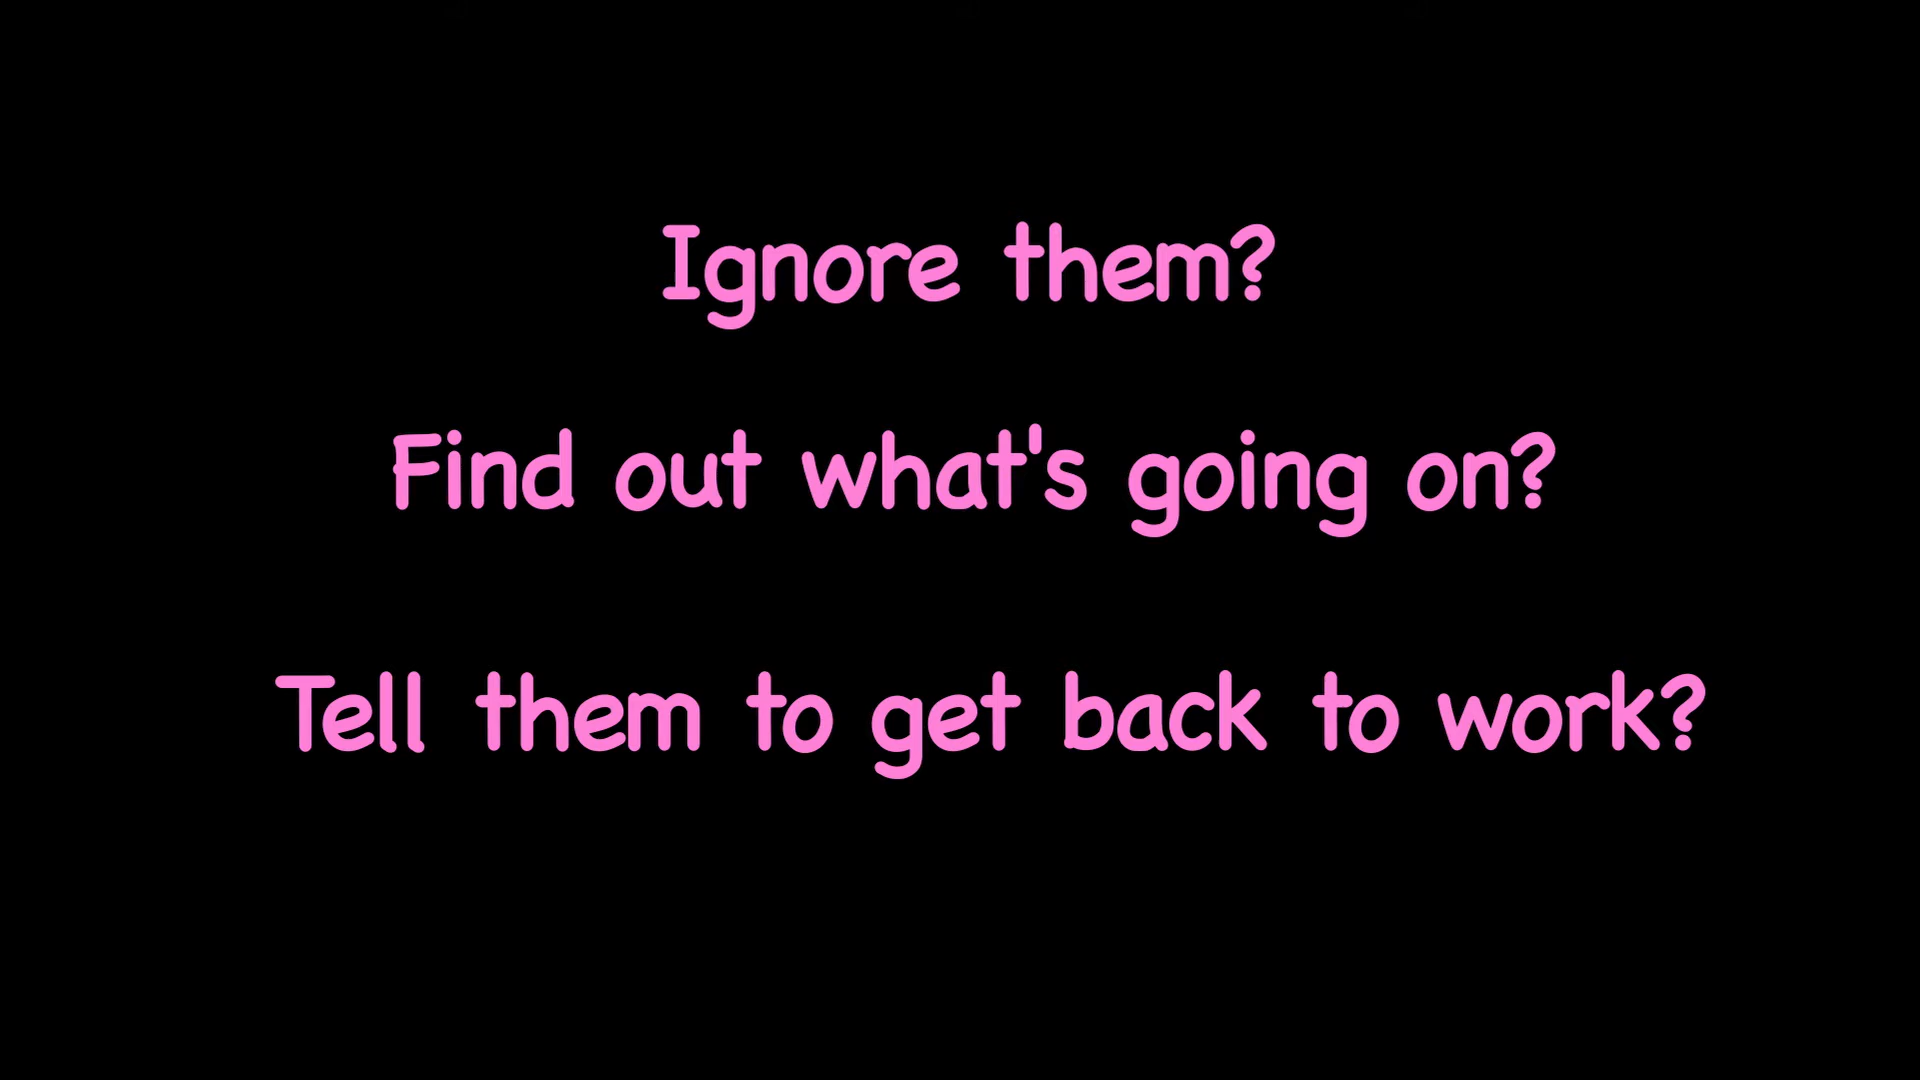 Ignore them?
Find out what's going on?
Tell them to get back to work?